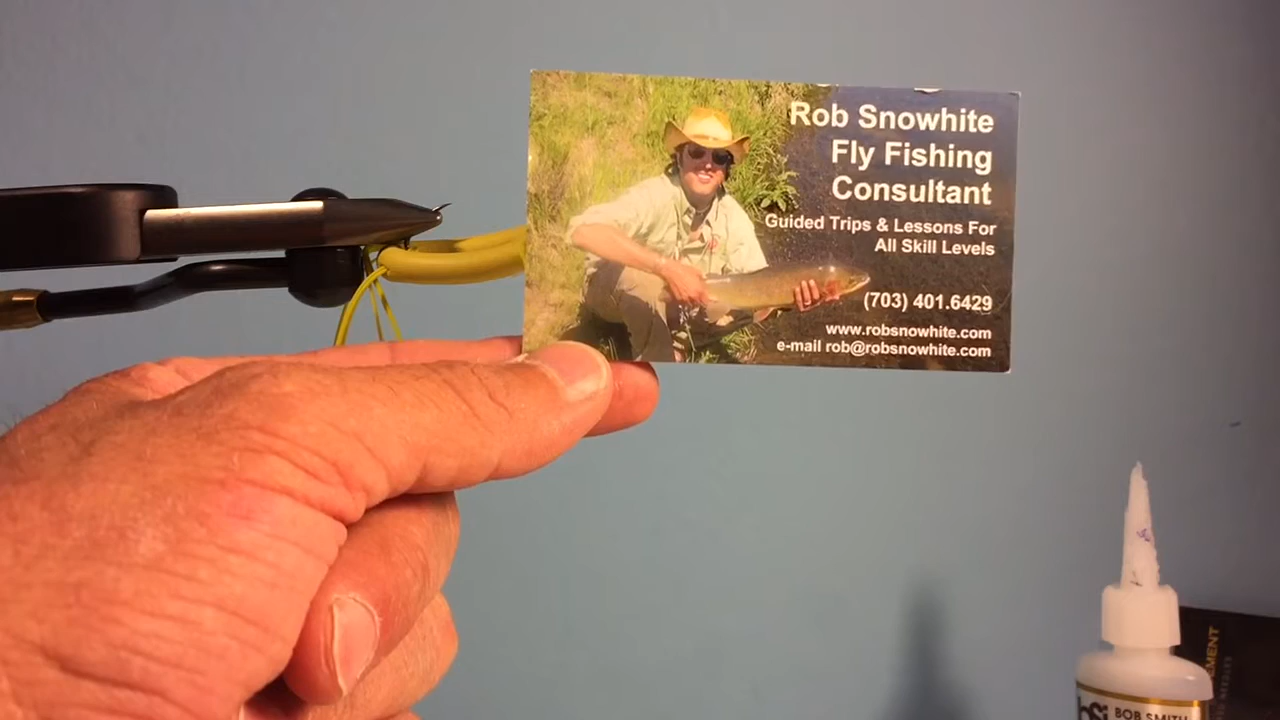 Rob Snowhite
Fly Fishing
Consultant
Guided Trips & Lessons For
All Skill Levels
(703) 401.6429
www.robsnowhite.com
e-mail rob@robsnowhite.com
BOB SMITH